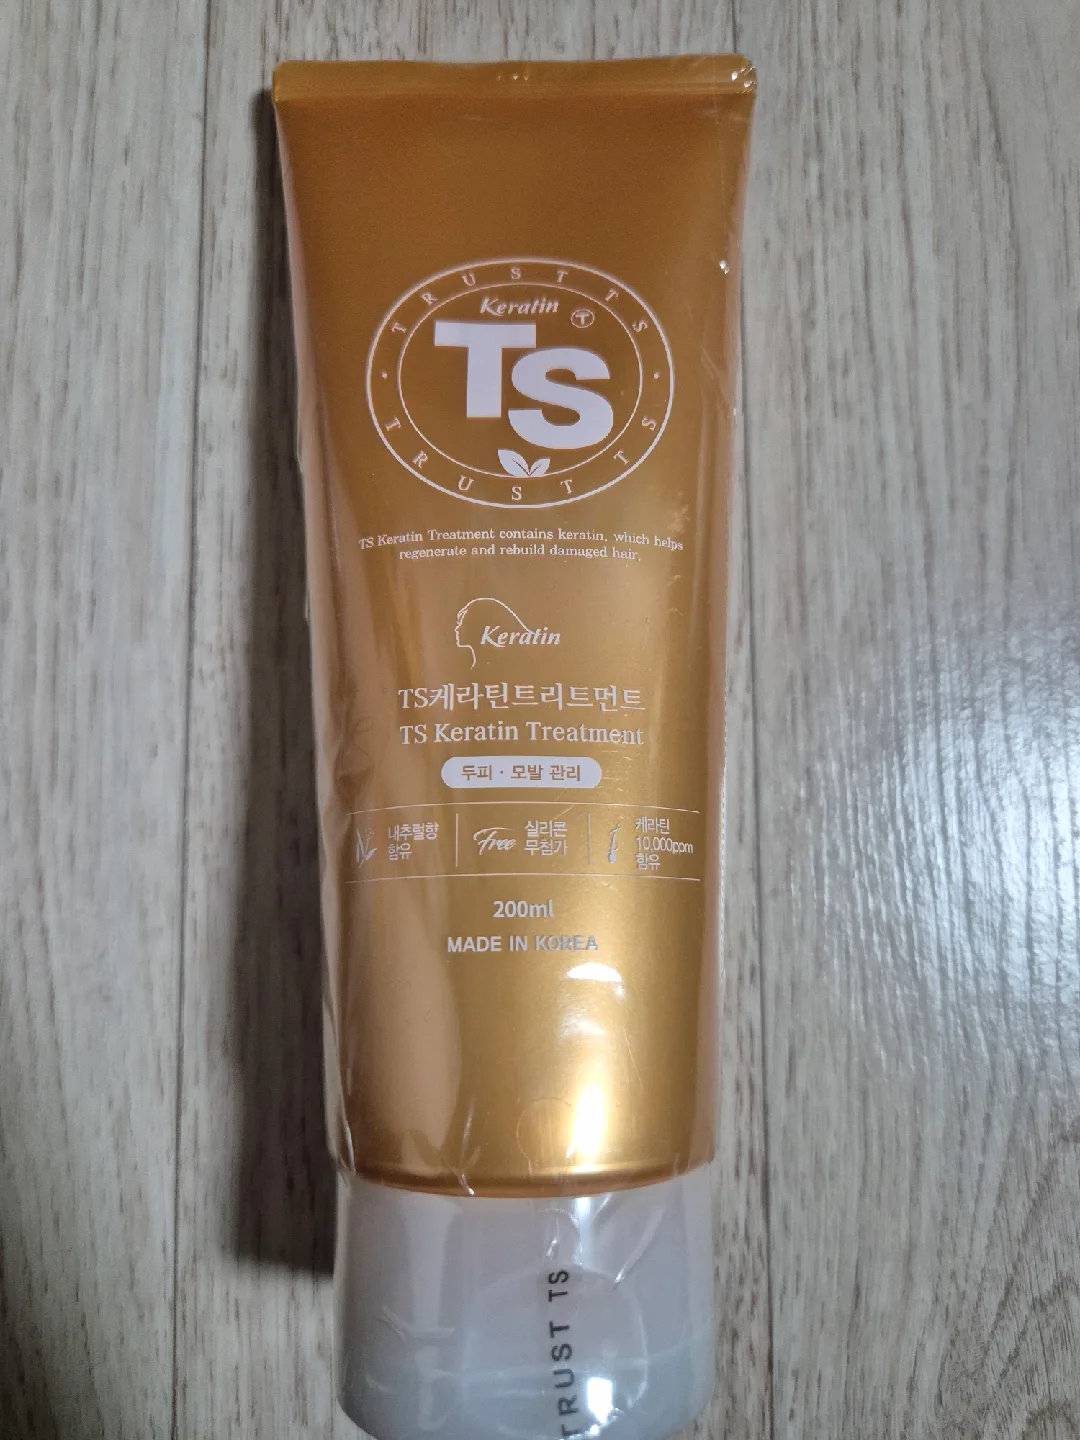 TRUST TS
Keratin
T
TS
TRUST TS
TS Keratin Treatment contains keratin, which helps
regenerate and rebuild damaged hair.
Keratin
TS케라틴트리트먼트
TS Keratin Treatment
두피 · 모발 관리
내추럴향
함유
Free
실리콘
무첨가
케라틴
10,000ppm
함유
200ml
MADE IN KOREA
TRUST TS